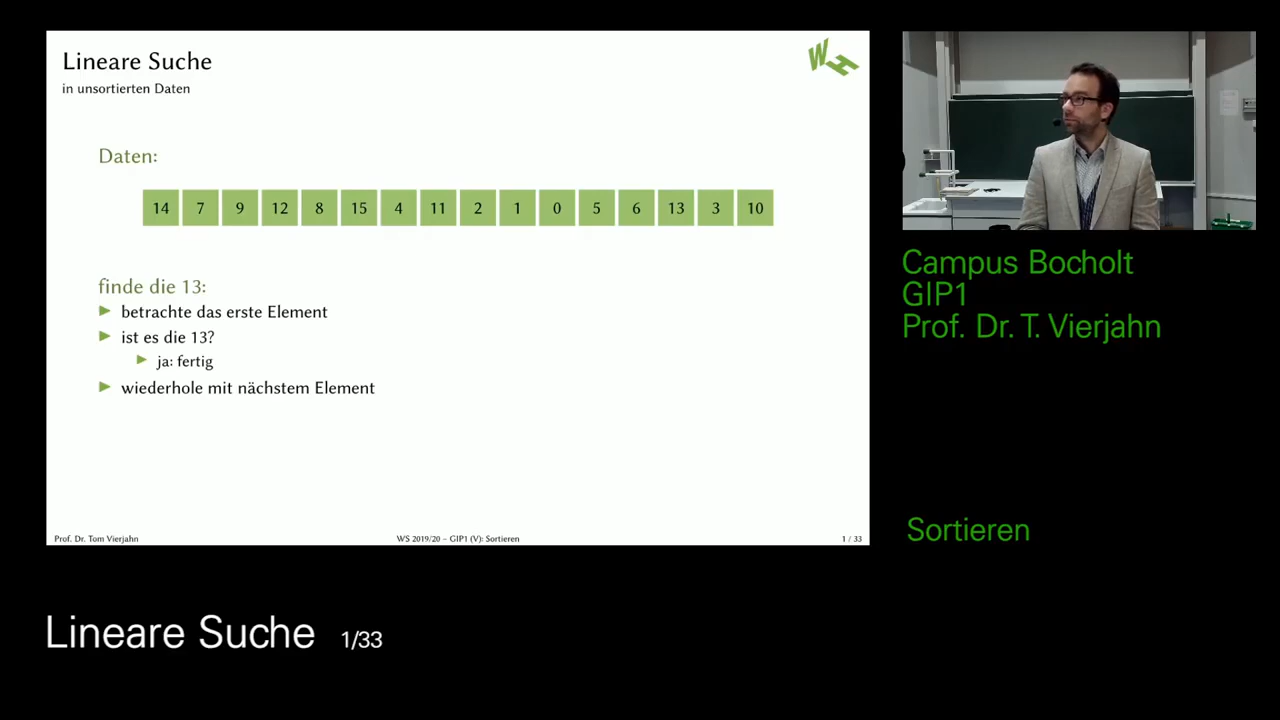 Lineare Suche
in unsortierten Daten
WH
Daten:
14 7 9 12 8 15 4 11 2 1 0 5 6 13 3 10
finde die 13:
betrachte das erste Element
ist es die 13?
ja: fertig
wiederhole mit nächstem Element
Prof. Dr. Tom Vierjahn WS 2019/20 – GIP1 (V): Sortieren 1 / 33
Campus Bocholt
GIP1
Prof. Dr. T. Vierjahn
Sortieren
Lineare Suche 1/33